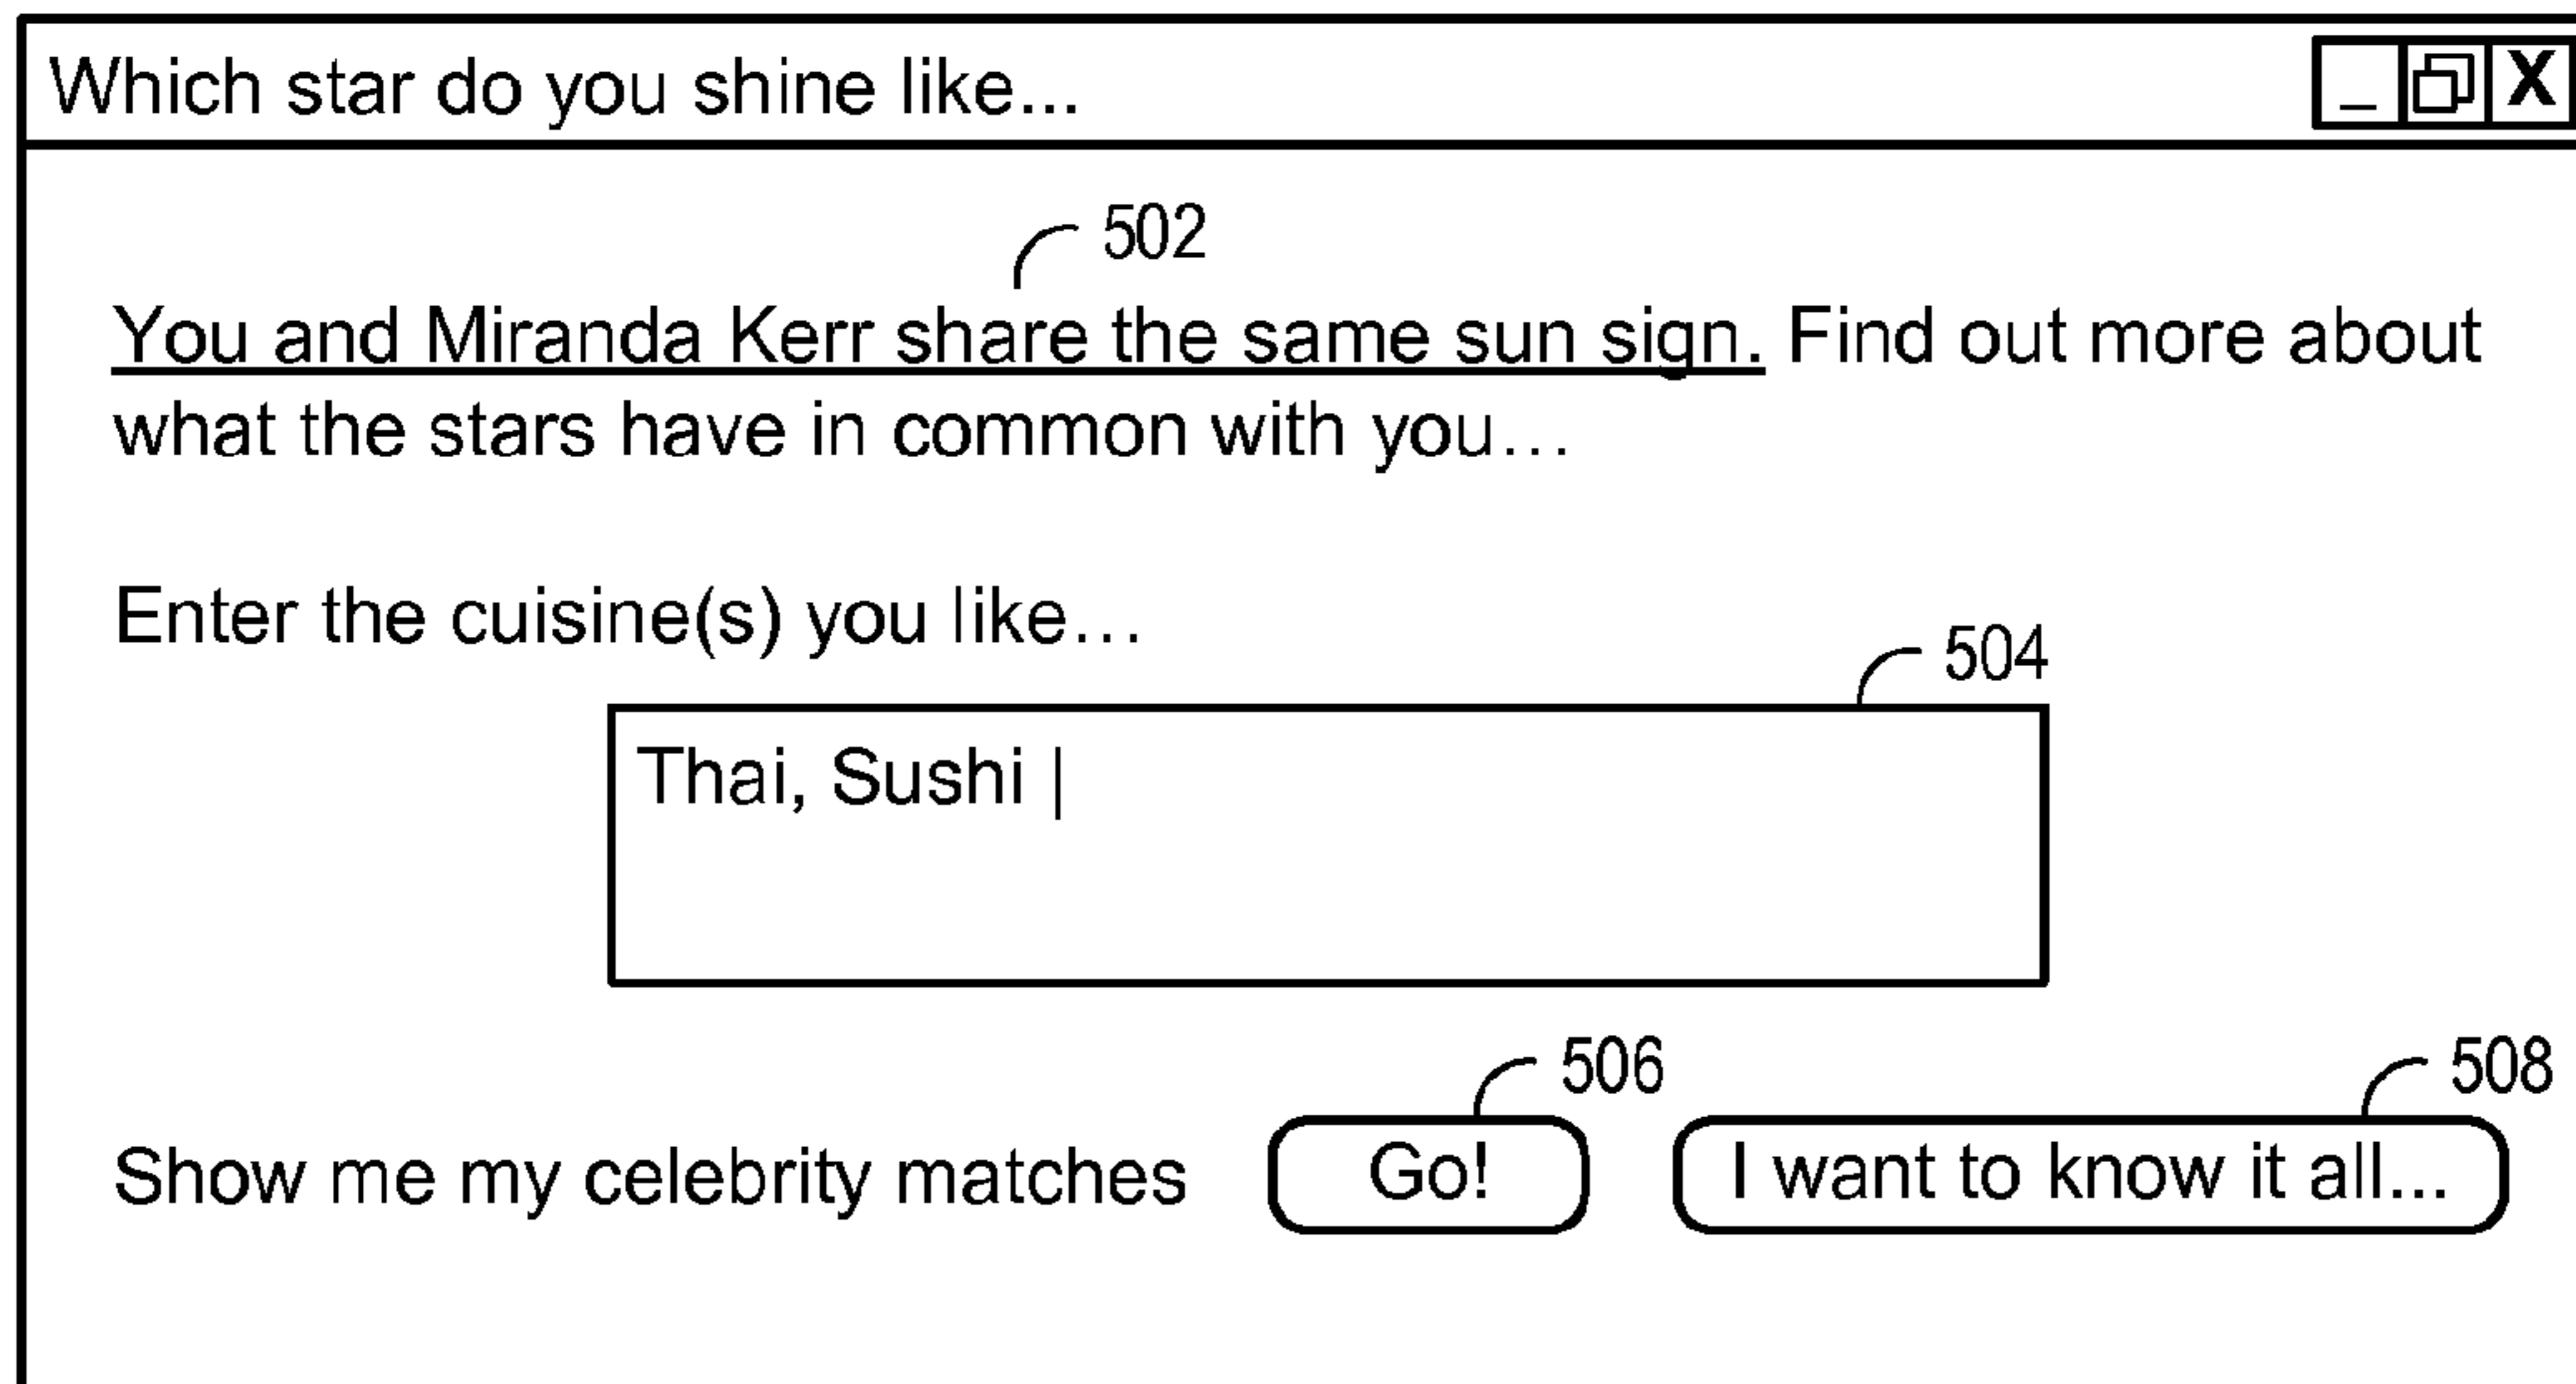 Which star do you shine like...
_ X
502
You and Miranda Kerr share the same sun sign. Find out more about
what the stars have in common with you...
Enter the cuisine(s) you like...
504
Thai, Sushi |
506
508
Show me my celebrity matches Go! I want to know it all...